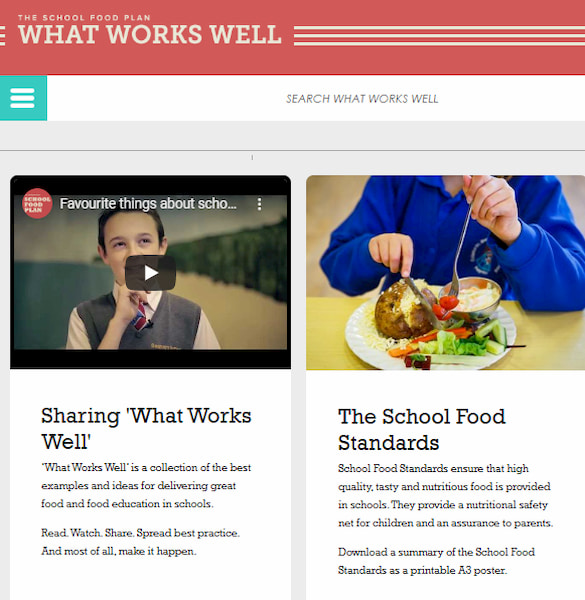 THE SCHOOL FOOD PLAN
WHAT WORKS WELL
SEARCH WHAT WORKS WELL
SCHOOL
FOOD
PLAN
Favourite things about scho...
Sharing 'What Works
Well'
'What Works Well' is a collection of the best
examples and ideas for delivering great
food and food education in schools.
Read. Watch. Share. Spread best practice.
And most of all, make it happen.
The School Food
Standards
School Food Standards ensure that high
quality, tasty and nutritious food is provided
in schools. They provide a nutritional safety
net for children and an assurance to parents.
Download a summary of the School Food
Standards as a printable A3 poster.